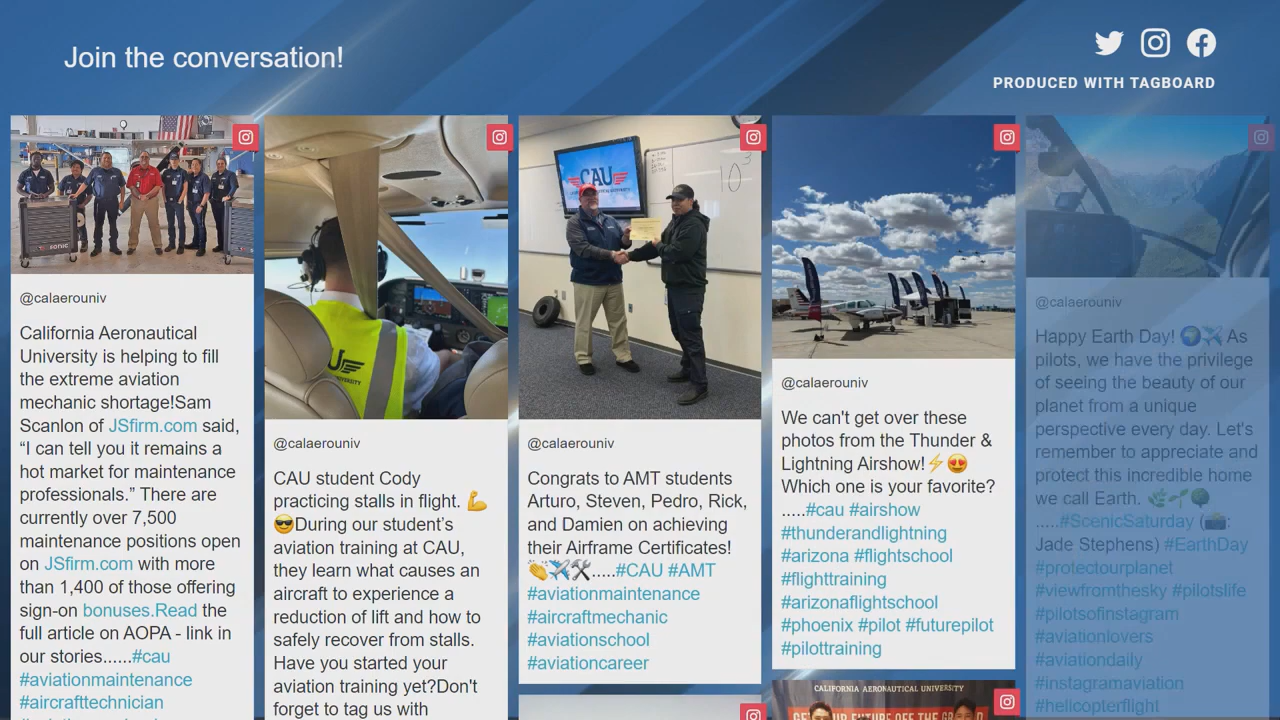 Join the conversation!
PRODUCED WITH TAGBOARD
@calaerouniv
California Aeronautical
University is helping to fill
the extreme aviation
mechanic shortage!Sam
Scanlon of JSfirm.com said,
“I can tell you it remains a
hot market for maintenance
professionals.” There are
currently over 7,500
maintenance positions open
on JSfirm.com with more
than 1,400 of those offering
sign-on bonuses.Read the
full article on AOPA - link in
our stories......#cau
#aviationmaintenance
#aircrafttechnician
@calaerouniv
CAU student Cody
practicing stalls in flight. 💪
😎During our student’s
aviation training at CAU,
they learn what causes an
aircraft to experience a
reduction of lift and how to
safely recover from stalls.
Have you started your
aviation training yet?Don't
forget to tag us with
CAU
10³
@calaerouniv
Congrats to AMT students
Arturo, Steven, Pedro, Rick,
and Damien on achieving
their Airframe Certificates!
👏✈️🛠.....#CAU #AMT
#aviationmaintenance
#aircraftmechanic
#aviationschool
#aviationcareer
@calaerouniv
We can't get over these
photos from the Thunder &
Lightning Airshow!⚡😍
Which one is your favorite?
.....#cau #airshow
#thunderandlightning
#arizona #flightschool
#flighttraining
#arizonaflightschool
#phoenix #pilot #futurepilot
#pilottraining
CALIFORNIA AERONAUTICAL UNIVERSITY
@calaerouniv
Happy Earth Day! 🌍✈️ As
pilots, we have the privilege
of seeing the beauty of our
planet from a unique
perspective every day. Let's
remember to appreciate and
protect this incredible home
we call Earth. 🌿🌱🌳
.....#ScenicSaturday (📸:
Jade Stephens) #EarthDay
#protectourplanet
#viewfromthesky #pilotslife
#pilotsofinstagram
#aviationlovers
#aviationdaily
#instagramaviation
#helicopterflight